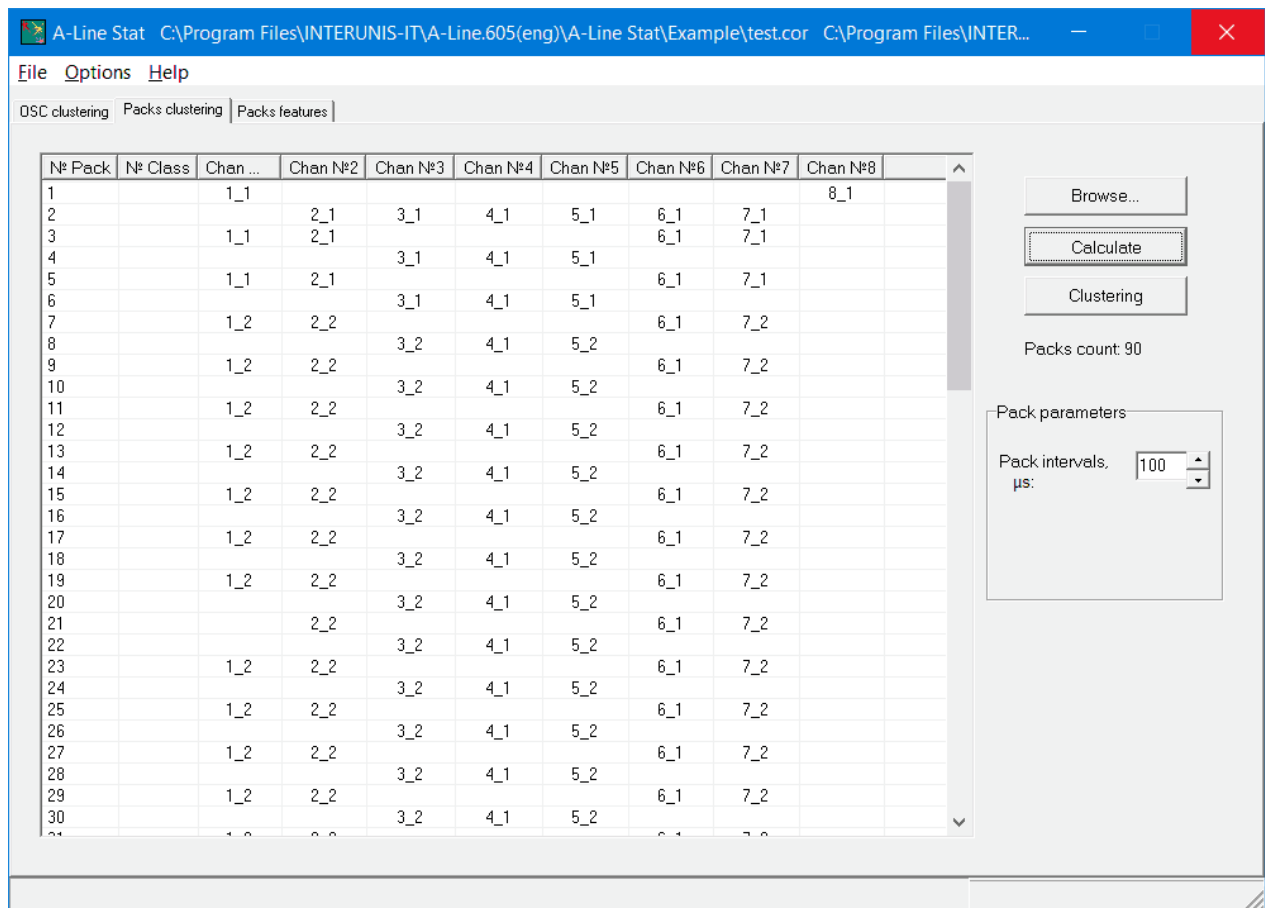 A-Line Stat C:\Program Files\INTERUNIS-IT\A-Line.605(eng)\A-Line Stat\Example\test.cor C:\Program Files\INTER...
File Options Help
OSC clustering Packs clustering Packs features
№ Pack № Class Chan ... Chan №2 Chan №3 Chan №4 Chan №5 Chan №6 Chan №7 Chan №8
1 1_1 8_1
2 2_1 3_1 4_1 5_1 6_1 7_1
3 1_1 2_1 6_1 7_1
4 3_1 4_1 5_1
5 1_1 2_1 6_1 7_1
6 3_1 4_1 5_1
7 1_2 2_2 6_1 7_2
8 3_2 4_1 5_2
9 1_2 2_2 6_1 7_2
10 3_2 4_1 5_2
11 1_2 2_2 6_1 7_2
12 3_2 4_1 5_2
13 1_2 2_2 6_1 7_2
14 3_2 4_1 5_2
15 1_2 2_2 6_1 7_2
16 3_2 4_1 5_2
17 1_2 2_2 6_1 7_2
18 3_2 4_1 5_2
19 1_2 2_2 6_1 7_2
20 3_2 4_1 5_2
21 2_2 6_1 7_2
22 3_2 4_1 5_2
23 1_2 2_2 6_1 7_2
24 3_2 4_1 5_2
25 1_2 2_2 6_1 7_2
26 3_2 4_1 5_2
27 1_2 2_2 6_1 7_2
28 3_2 4_1 5_2
29 1_2 2_2 6_1 7_2
30 3_2 4_1 5_2
Browse...
Calculate
Clustering
Packs count: 90
Pack parameters
Pack intervals, 100
µs: